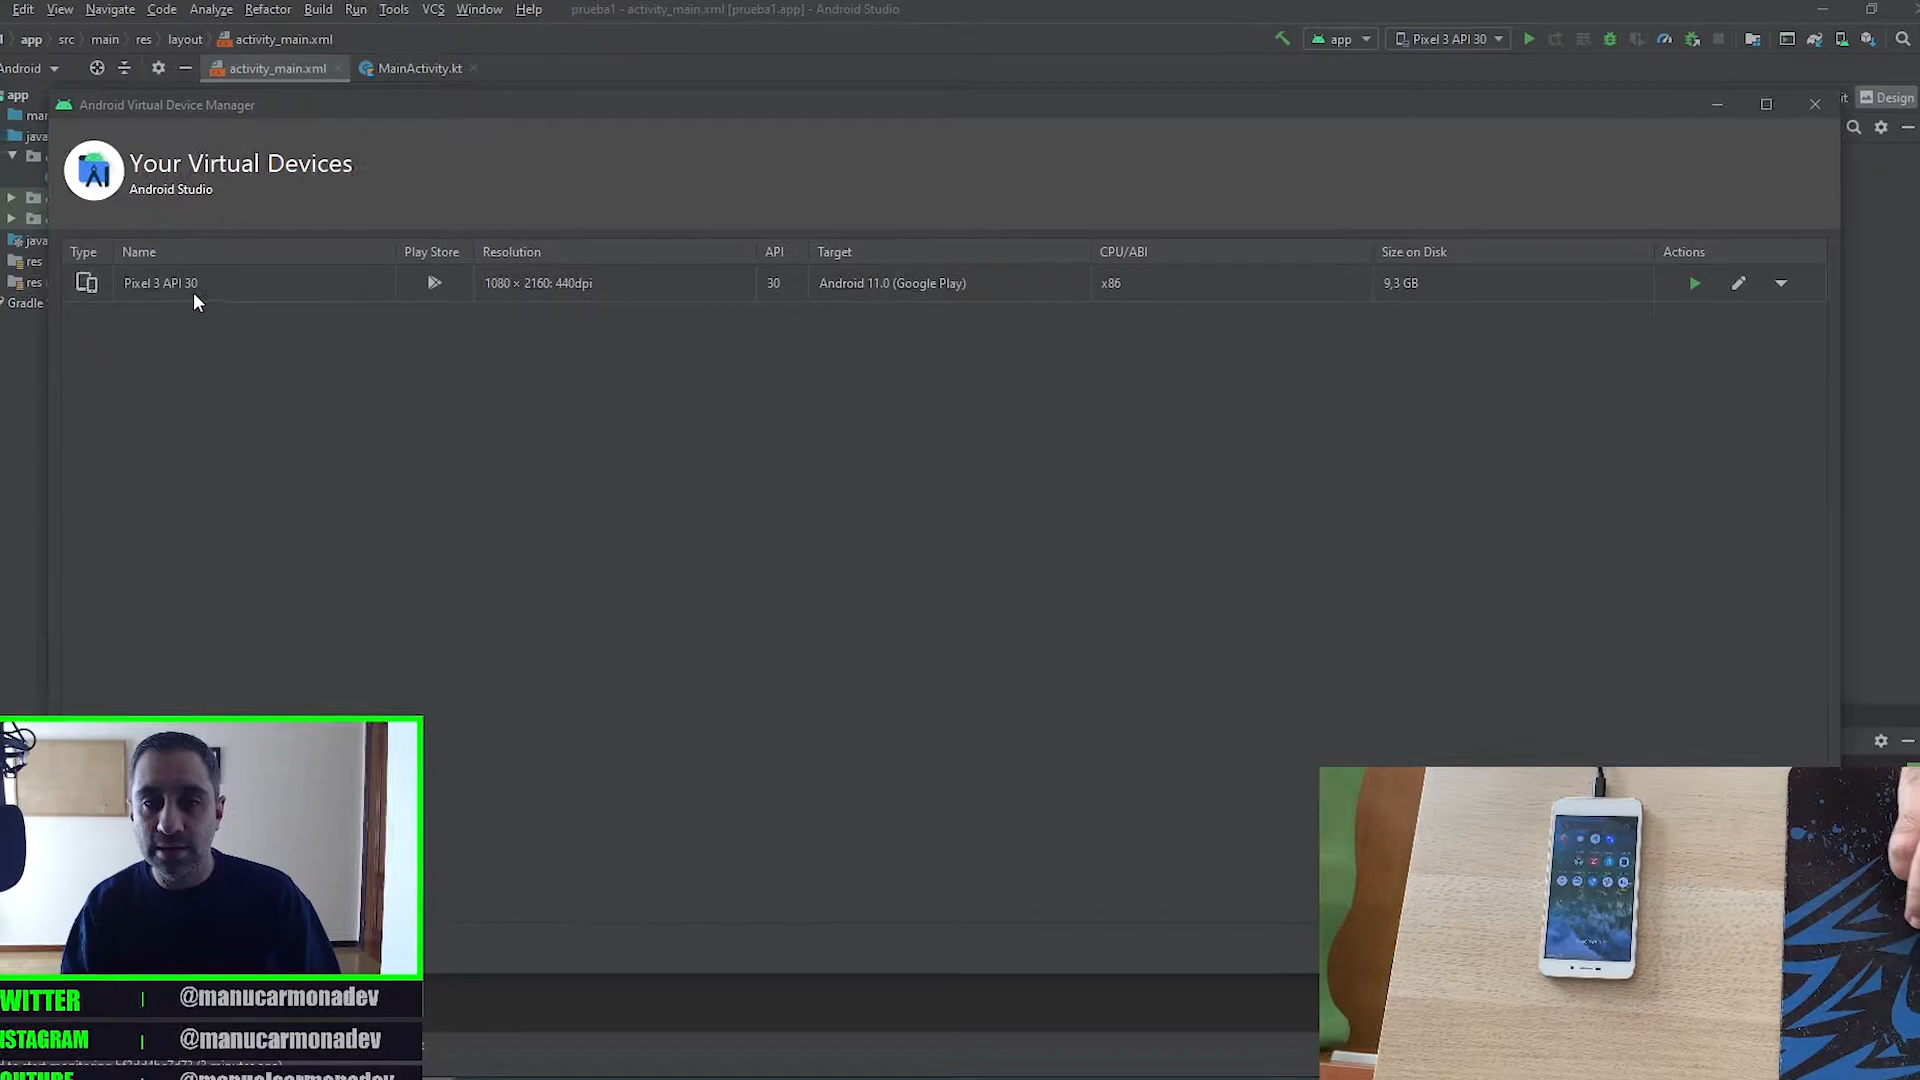 Edit View Navigate Code Analyze Refactor Build Run Tools VCS Window Help prueba1 - activity_main.xml [prueba1.app] - Android Studio
app src main res layout activity_main.xml app Pixel 3 API 30
Android activity_main.xml MainActivity.kt
app
Android Virtual Device Manager
Design
Your Virtual Devices
Android Studio
Type Name Play Store Resolution API Target CPU/ABI Size on Disk Actions
Pixel 3 API 30 1080 × 2160: 440dpi 30 Android 11.0 (Google Play) x86 9,3 GB
java
res
res
Gradle
WITTER | @manucarmonadev
NSTAGRAM | @manucarmonadev